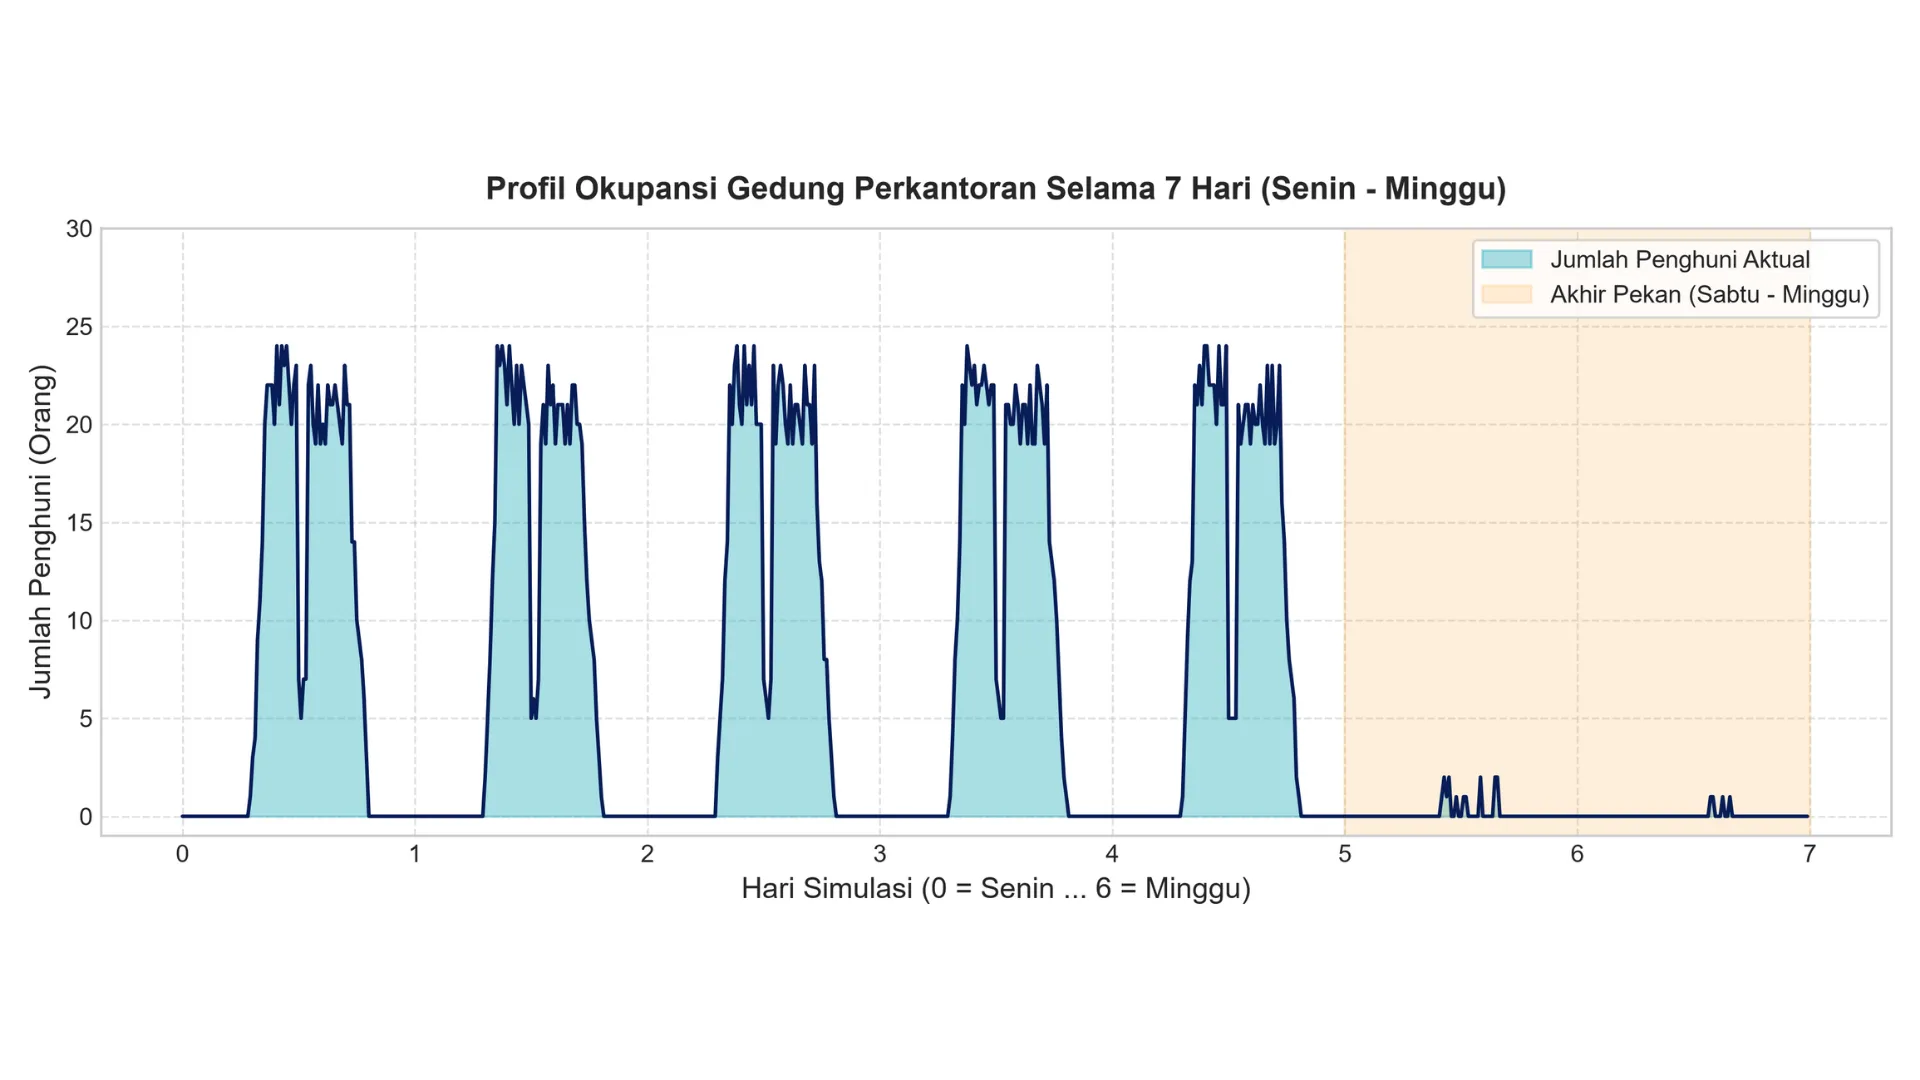 Profil Okupansi Gedung Perkantoran Selama 7 Hari (Senin - Minggu)
Jumlah Penghuni Aktual
Akhir Pekan (Sabtu - Minggu)
Jumlah Penghuni (Orang)
30
25
20
15
10
5
0
0 1 2 3 4 5 6 7
Hari Simulasi (0 = Senin ... 6 = Minggu)